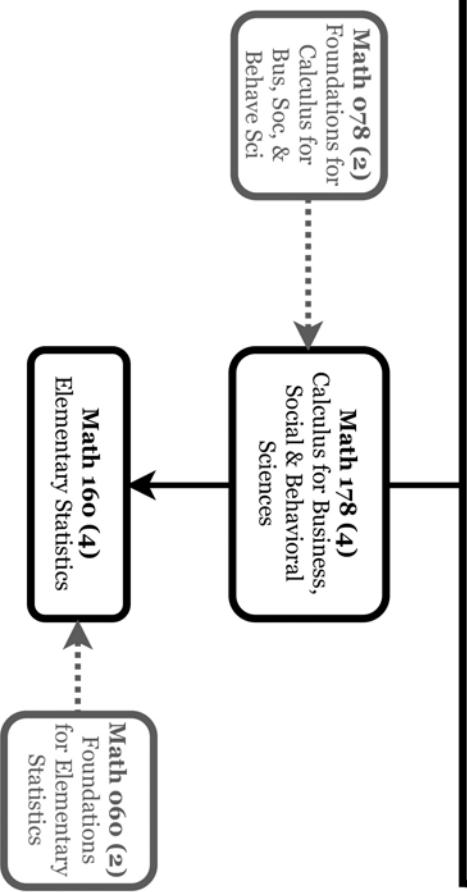 Math 078 (2)
Foundations for
Calculus for
Bus, Soc, &
Behave Sci
Math 178 (4)
Calculus for Business,
Social & Behavioral
Sciences
Math 160 (4)
Elementary Statistics
Math 060 (2)
Foundations
for Elementary
Statistics